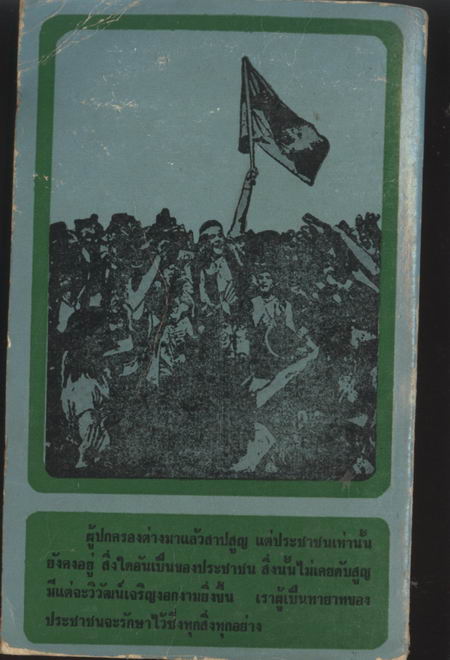 ผู้ปกครองต่างมาแล้วสาปสูญ แต่ประชาชนเท่านั้น
ยังคงอยู่ สิ่งใดอันเป็นของประชาชน สิ่งนั้นไม่เคยดับสูญ
มีแต่จะวิวัฒน์เจริญงอกงามยิ่งขึ้น เราผู้เป็นทายาทของ
ประชาชนจะรักษาไว้ซึ่งทุกสิ่งทุกอย่าง